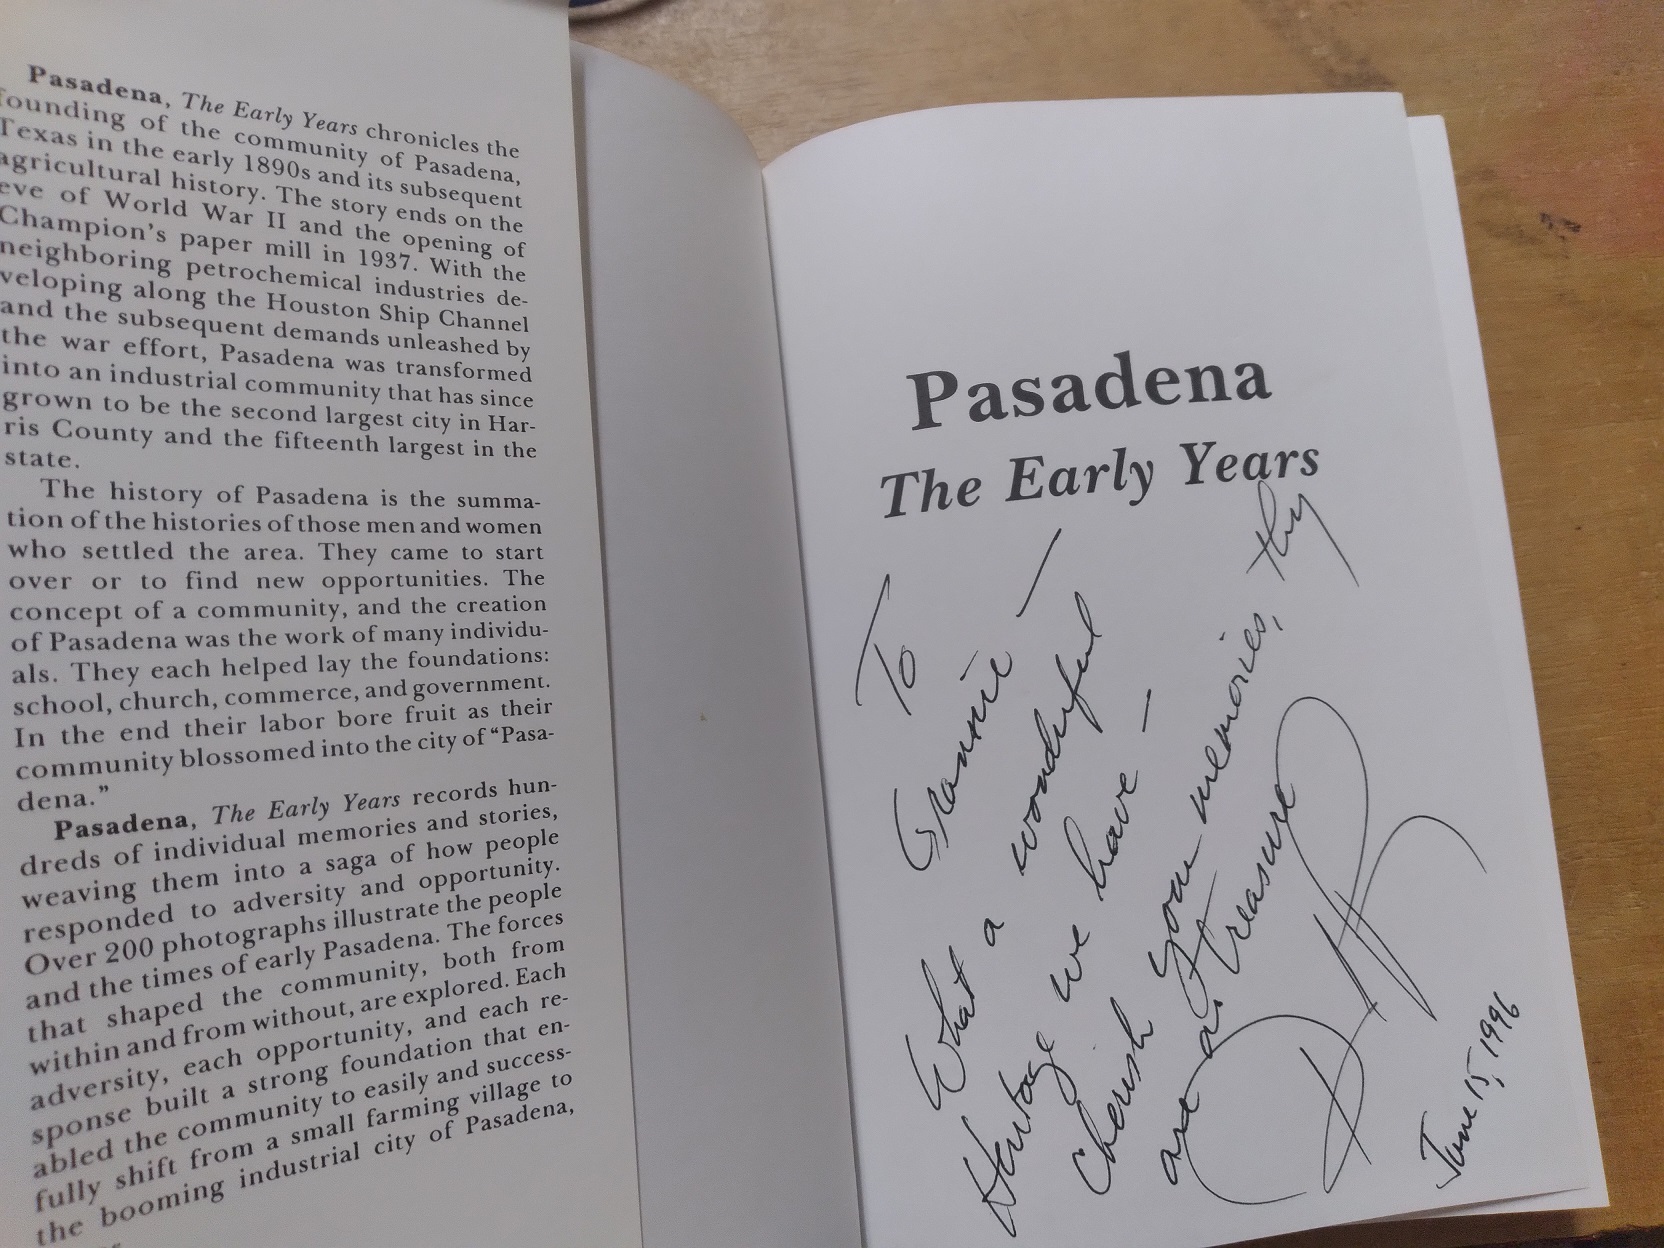 Pasadena, The Early Years chronicles the
founding of the community of Pasadena,
Texas in the early 1890s and its subsequent
agricultural history. The story ends on the
eve of World War II and the opening of
Champion's paper mill in 1937. With the
neighboring petrochemical industries de-
veloping along the Houston Ship Channel
and the subsequent demands unleashed by
the war effort, Pasadena was transformed
into an industrial community that has since
grown to be the second largest city in Har-
ris County and the fifteenth largest in the
state.
The history of Pasadena is the summa-
tion of the histories of those men and women
who settled the area. They came to start
over or to find new opportunities. The
concept of a community, and the creation
of Pasadena was the work of many individu-
als. They each helped lay the foundations:
school, church, commerce, and government.
In the end their labor bore fruit as their
community blossomed into the city of “Pasa-
dena.”
Pasadena, The Early Years records hun-
dreds of individual memories and stories,
weaving them into a saga of how people
responded to adversity and opportunity.
Over 200 photographs illustrate the people
and the times of early Pasadena. The forces
that shaped the community, both from
within and from without, are explored. Each
adversity, each opportunity, and each re-
sponse built a strong foundation that en-
abled the community to easily and success-
fully shift from a small farming village to
the booming industrial city of Pasadena,
Pasadena
The Early Years
To
Grannie —
What a wonderful
Heritage we have —
Cherish your memories, they
are a treasure
June 15, 1996